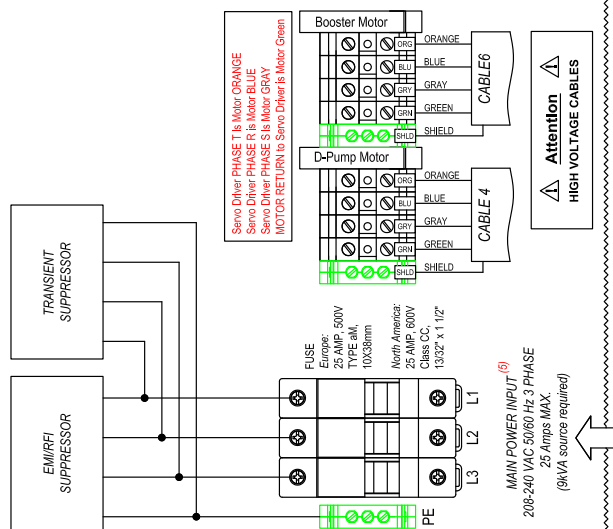 Booster Motor
ORG
ORANGE
BLU
BLUE
GRY
GRAY
GRN
GREEN
SHLD
SHIELD
CABLE6
D-Pump Motor
ORG
ORANGE
BLU
BLUE
GRY
GRAY
GRN
GREEN
SHLD
SHIELD
CABLE 4
Servo Driver PHASE T is Motor ORANGE
Servo Driver PHASE R is Motor BLUE
Servo Driver PHASE S is Motor GRAY
MOTOR RETURN to Servo Driver is Motor Green
Attention
HIGH VOLTAGE CABLES
TRANSIENT
SUPPRESSOR
EMI/RFI
SUPPRESSOR
FUSE
Europe:
25 AMP, 500V
TYPE aM,
10X38mm
North America:
25 AMP, 600V
Class CC,
13/32" x 1 1/2"
L1
L2
L3
PE
MAIN POWER INPUT (5)
208-240 VAC 50/60 Hz 3 PHASE
25 Amps MAX.
(9kVA source required)